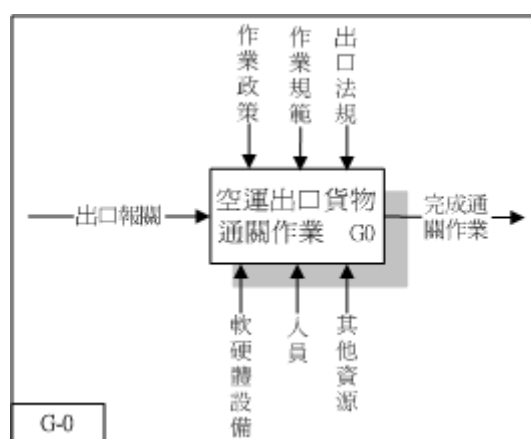 作業政策
作業規範
出口法規
出口報關
空運出口貨物
通關作業 G0
完成通
關作業
軟硬體設備
人員
其他資源
G-0